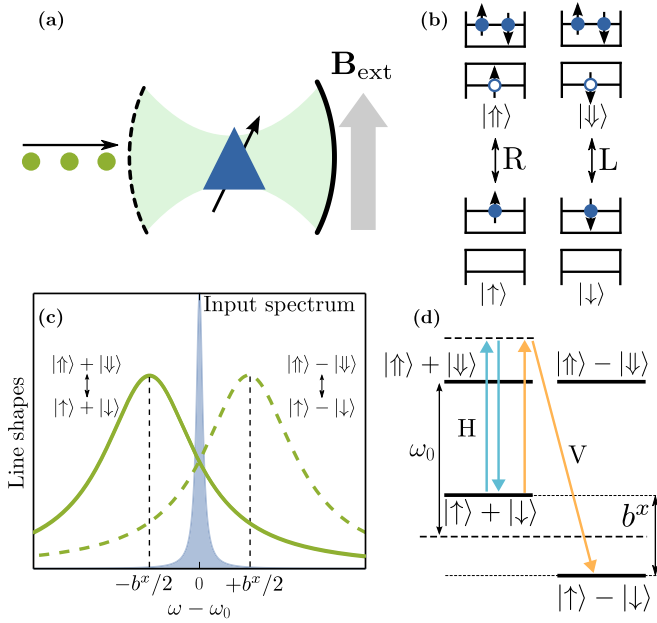 (a)
B_ext
(b)
|⇑⟩ |⇓⟩
R L
|↑⟩ |↓⟩
(c)
Input spectrum
|⇑⟩ + |⇓⟩
|↑⟩ + |↓⟩
|⇑⟩ − |⇓⟩
|↑⟩ − |↓⟩
Line shapes
−b^x/2 0 +b^x/2
ω − ω_0
(d)
|⇑⟩ + |⇓⟩ |⇑⟩ − |⇓⟩
ω_0
H
V
|↑⟩ + |↓⟩
b^x
|↑⟩ − |↓⟩